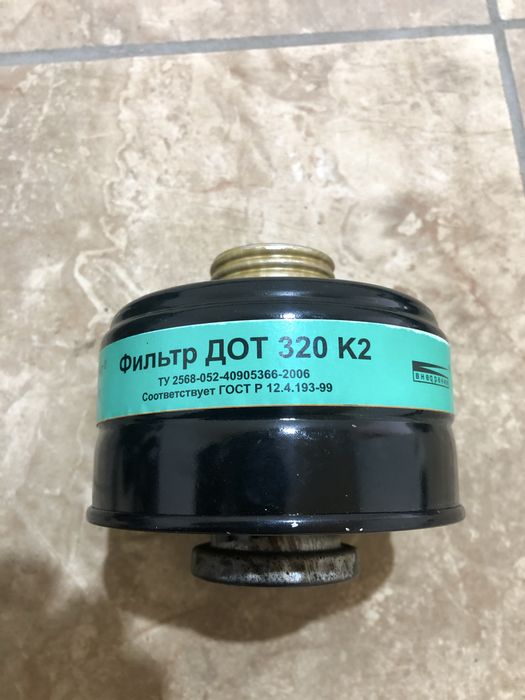 Фильтр ДОТ 320 К2
ТУ 2568-052-40905366-2006
Соответствует ГОСТ Р 12.4.193-99